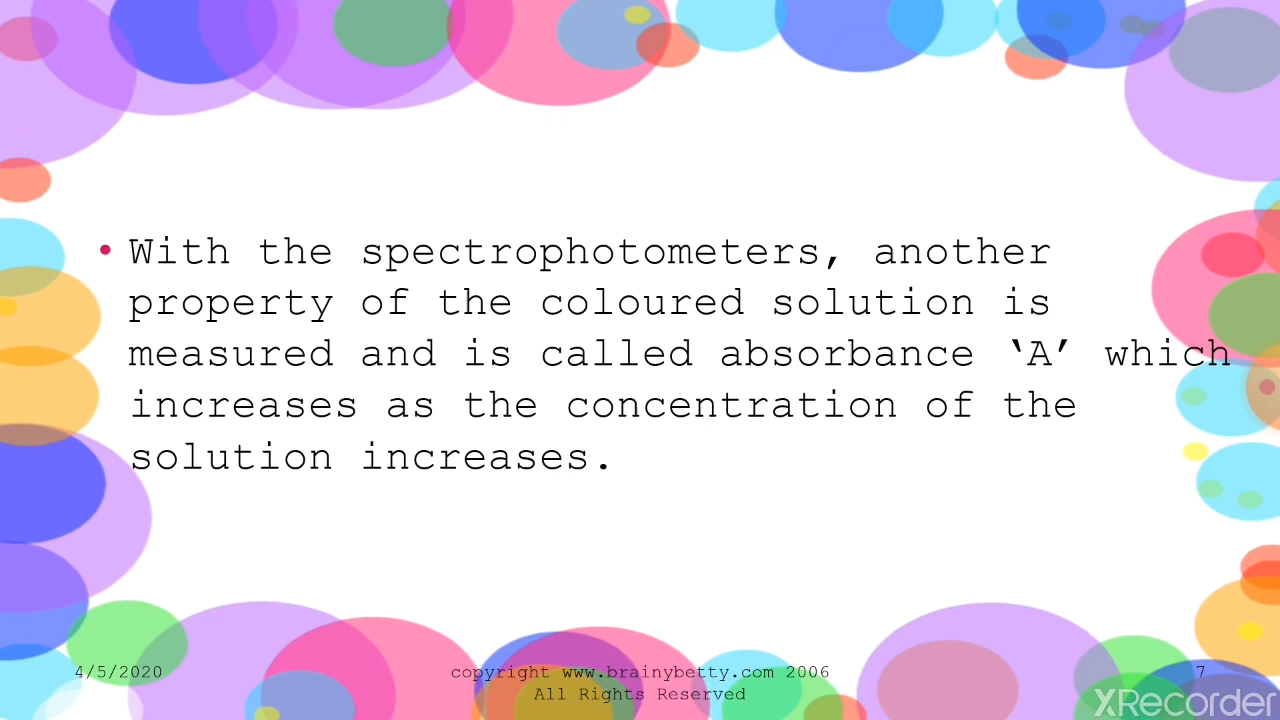 • With the spectrophotometers, another
property of the coloured solution is
measured and is called absorbance ‘A’ which
increases as the concentration of the
solution increases.
4/5/2020
copyright www.brainybetty.com 2006
All Rights Reserved
7
XRecorder